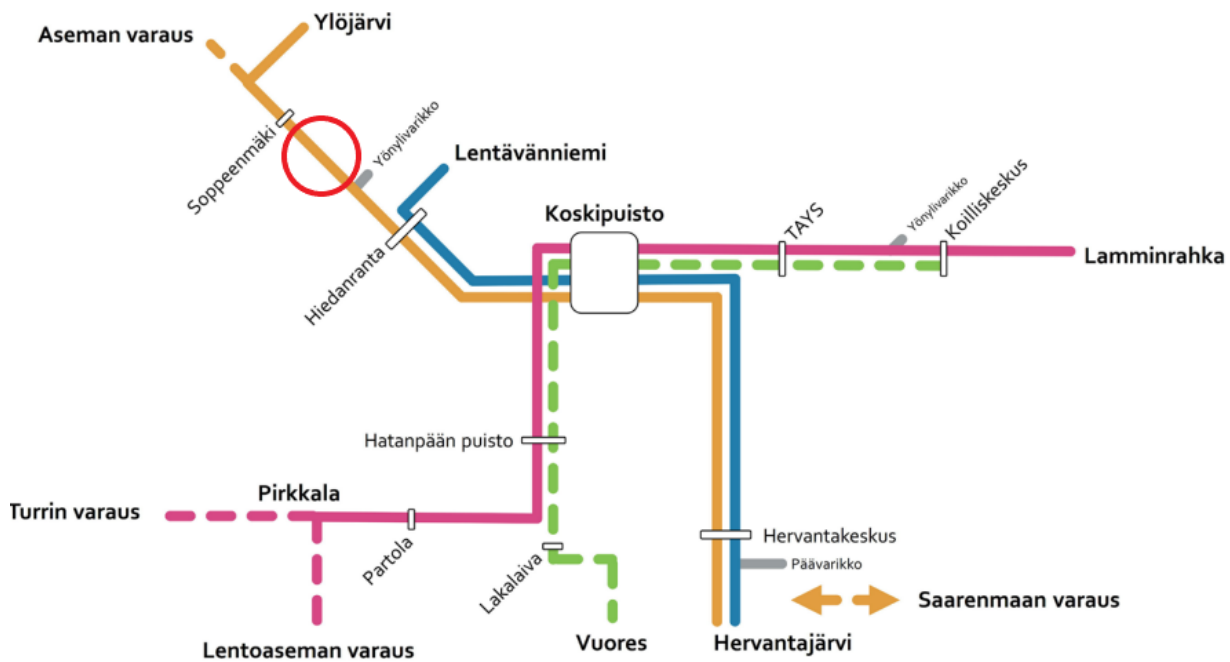 Ylöjärvi
Aseman varaus
Soppeenmäki
Yönylivarikko
Lentävänniemi
Hiedanranta
Koskipuisto
TAYS
Yönylivarikko
Koilliskeskus
Lamminrahka
Hatanpään puisto
Pirkkala
Turrin varaus
Partola
Lakalaiva
Hervantakeskus
Päävarikko
Saarenmaan varaus
Lentoaseman varaus
Vuores
Hervantajärvi